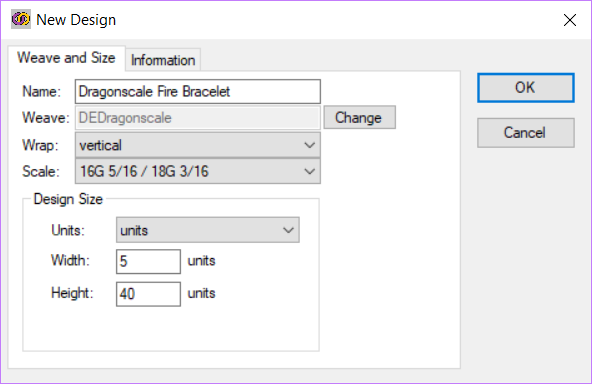 New Design
Weave and Size Information
Name: Dragonscale Fire Bracelet
Weave: DEDragonscale Change
Wrap: vertical
Scale: 16G 5/16 / 18G 3/16
Design Size
Units: units
Width: 5 units
Height: 40 units
OK
Cancel